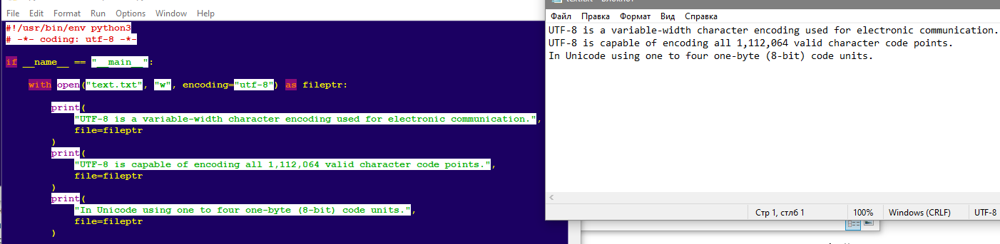 File Edit Format Run Options Window Help
#!/usr/bin/env python3
# -*- coding: utf-8 -*-
if __name__ == "__main__":
with open("text.txt", "w", encoding="utf-8") as fileptr:
print(
"UTF-8 is a variable-width character encoding used for electronic communication.",
file=fileptr
)
print(
"UTF-8 is capable of encoding all 1,112,064 valid character code points.",
file=fileptr
)
print(
"In Unicode using one to four one-byte (8-bit) code units.",
file=fileptr
)
Файл Правка Формат Вид Справка
UTF-8 is a variable-width character encoding used for electronic communication.
UTF-8 is capable of encoding all 1,112,064 valid character code points.
In Unicode using one to four one-byte (8-bit) code units.
Стр 1, стлб 1 100% Windows (CRLF) UTF-8